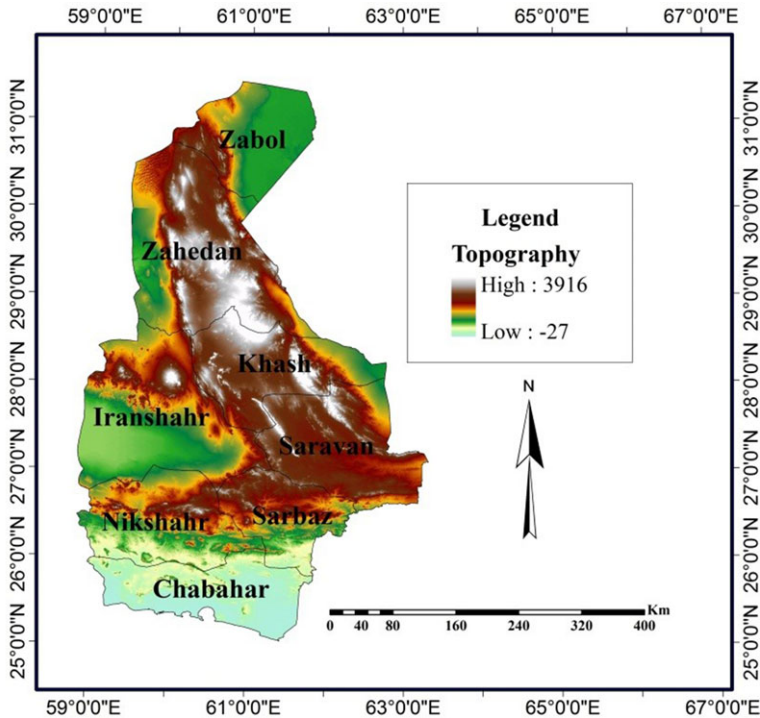 59°0'0"E 61°0'0"E 63°0'0"E 65°0'0"E 67°0'0"E
31°0'0"N
30°0'0"N
29°0'0"N
28°0'0"N
27°0'0"N
26°0'0"N
25°0'0"N
Zabol
Zahedan
Khash
Iranshahr
Saravan
Nikshahr
Sarbaz
Chabahar
Legend
Topography
High : 3916
Low : -27
N
Km
0 40 80 160 240 320 400
31°0'0"N
30°0'0"N
29°0'0"N
28°0'0"N
27°0'0"N
26°0'0"N
25°0'0"N
59°0'0"E 61°0'0"E 63°0'0"E 65°0'0"E 67°0'0"E